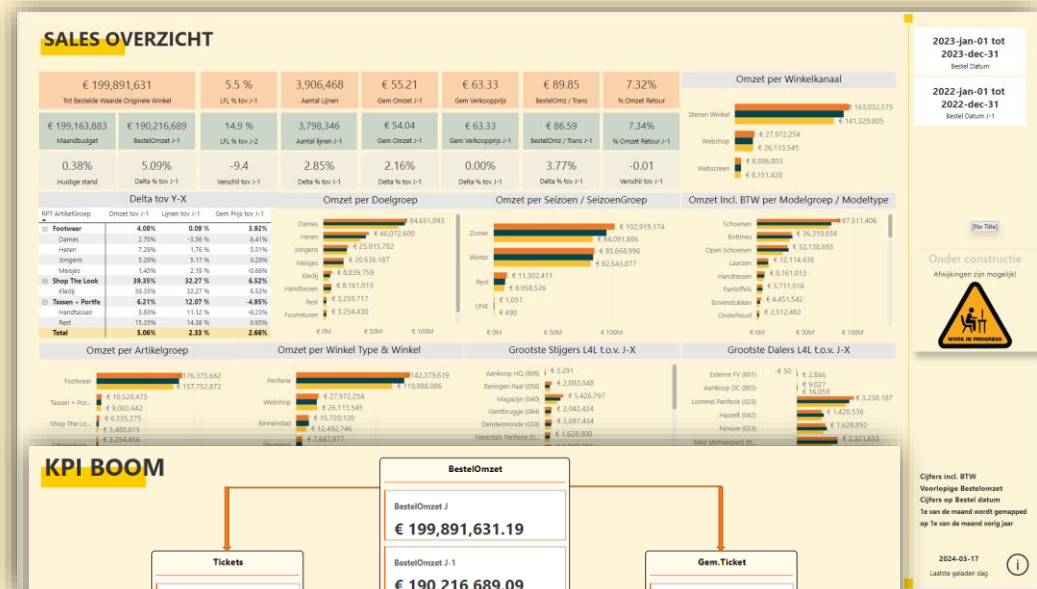 SALES OVERZICHT
€ 199,891,631
Tot Bestelde Waarde Originele Winkel
5.5 %
LFL % tov J-1
3,906,468
Aantal Lijnen
€ 55.21
Gem Omzet J-1
€ 63.33
Gem Verkoopprijs
€ 89.85
BestelOmz / Trans
7.32%
% Omzet Retour
€ 199,163,883
Maandbudget
€ 190,216,689
BestelOmzet J-1
14.9 %
LFL % tov J-2
3,798,346
Aantal lijnen J-1
€ 54.04
Gem Omzet J-1
€ 63.33
Gem Verkoopprijs J-1
€ 86.59
BestelOmz / Trans J-1
7.34%
% Omzet Retour J-1
0.38%
Huidige stand
5.09%
Delta % tov J-1
-9.4
Verschil tov J-1
2.85%
Delta % tov J-1
2.16%
Delta % tov J-1
0.00%
Delta % tov J-1
3.77%
Delta % tov J-1
-0.01
Verschil tov J-1
Omzet per Winkelkanaal
Stenen Winkel
€ 163,032,575
€ 141,329,805
Webshop
€ 27,972,254
€ 26,113,545
Webscreen
€ 8,886,803
€ 8,151,428
Delta tov Y-X
RPT ArtikelGroep Omzet tov J-1 Lijnen tov J-1 Gem Prijs tov J-1
Footwear 4.08% 0.09 % 3.92%
Dames 2.70% -3.56 % 6.41%
Heren 7.29% 1.76 % 5.31%
Jongens 5.28% 5.17 % 0.28%
Meisjes 1.45% 2.19 % -0.66%
Shop The Look 39.35% 32.27 % 6.52%
Kledij 39.35% 32.27 % 6.52%
Tassen + Portfe 6.21% 12.07 % -4.95%
Handtassen 3.83% 11.12 % -6.23%
Rest 15.35% 14.38 % 0.85%
Total 5.06% 2.33 % 2.66%
Omzet per Doelgroep
Dames € 84,651,093
Heren € 46,072,600
Jongens € 25,015,782
Meisjes € 20,636,187
Kledij € 8,839,759
Handtassen € 8,161,013
Rest € 3,259,717
Fournituren € 3,254,430
€ 0M € 50M € 100M
Omzet per Seizoen / SeizoenGroep
Zomer
€ 102,919,174
€ 84,091,886
Winter
€ 85,668,996
€ 82,543,877
Rest
€ 11,302,411
€ 8,958,526
UNK
€ 1,051
€ 490
€ 0M € 50M € 100M
Omzet Incl. BTW per Modelgroep / Modeltype
Schoenen € 87,511,406
Bottines € 36,310,656
Open Schoenen € 32,138,693
Laarzen € 12,114,438
Handtassen € 8,161,013
Pantoffels € 5,711,016
Bovenstukken € 4,451,542
Onderhoud € 2,512,482
€ 0M € 50M € 100M
Omzet per Artikelgroep
Footwear
€ 176,375,662
€ 157,752,872
Tassen + Por...
€ 10,528,473
€ 9,003,642
Shop The Lo...
€ 6,335,275
€ 3,480,615
€ 3,254,456
Omzet per Winkel Type & Winkel
Periferie
€ 142,379,619
€ 119,888,086
Webshop
€ 27,972,254
€ 26,113,545
Binnenstad
€ 15,720,120
€ 12,492,746
€ 7,687,977
Grootste Stijgers L4L t.o.v. J-X
Aankoop HQ (806) € 3,291
Beringen Paal (056) € 2,082,048
Magazijn (040) € 5,426,797
Gentbrugge (084) € 2,042,424
Dendermonde (038) € 2,097,434
Herentals Periferie (0... € 1,628,900
Grootste Dalers L4L t.o.v. J-X
Externe FV (601) -€ 50 € 2,866
Aankoop DC (805) € 9,027
€ 16,058
Lommel Periferie (023) € 3,258,187
Hasselt (042) € 1,420,536
Ninove (033) € 1,628,892
Meir (Antwerpen) (0... € 2,321,653
2023-jan-01 tot
2023-dec-31
Bestel Datum
2022-jan-01 tot
2022-dec-31
Bestel Datum J-1
[No Title]
Onder constructie
Afwijkingen zijn mogelijk!
WORK IN PROGRESS
Cijfers incl. BTW
Voorlopige Bestelomzet
Cijfers op Bestel datum
1e van de maand wordt gemapped
op 1e van de maand vorig jaar
2024-03-17
Laatste geladen dag
i
KPI BOOM
BestelOmzet
BestelOmzet J
€ 199,891,631.19
BestelOmzet J-1
€ 190,216,689.09
Tickets
Gem.Ticket